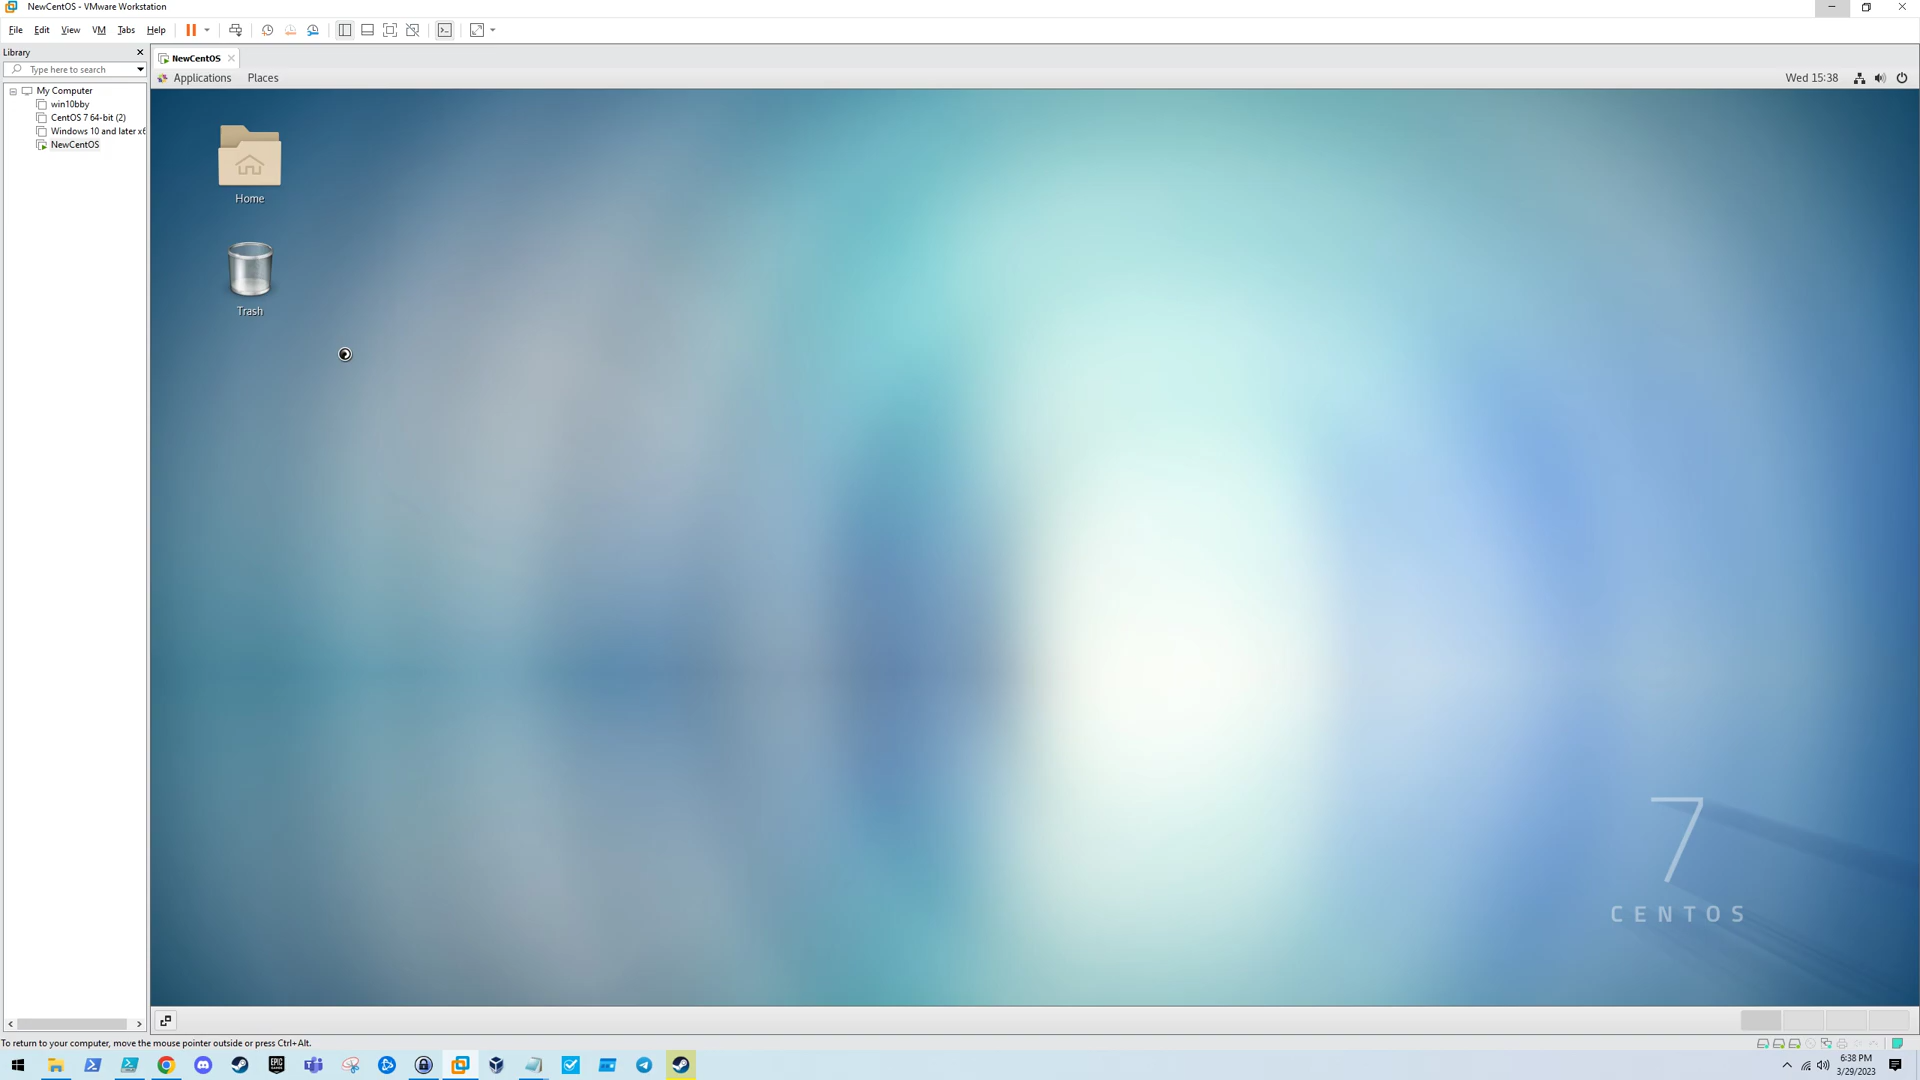 NewCentOS - VMware Workstation
File Edit View VM Tabs Help
Library
Type here to search
My Computer
win10bby
CentOS 7 64-bit (2)
Windows 10 and later x6
NewCentOS
NewCentOS
Applications Places
Wed 15:38
Home
Trash
7
CENTOS
To return to your computer, move the mouse pointer outside or press Ctrl+Alt.
EPIC
6:38 PM
3/29/2023